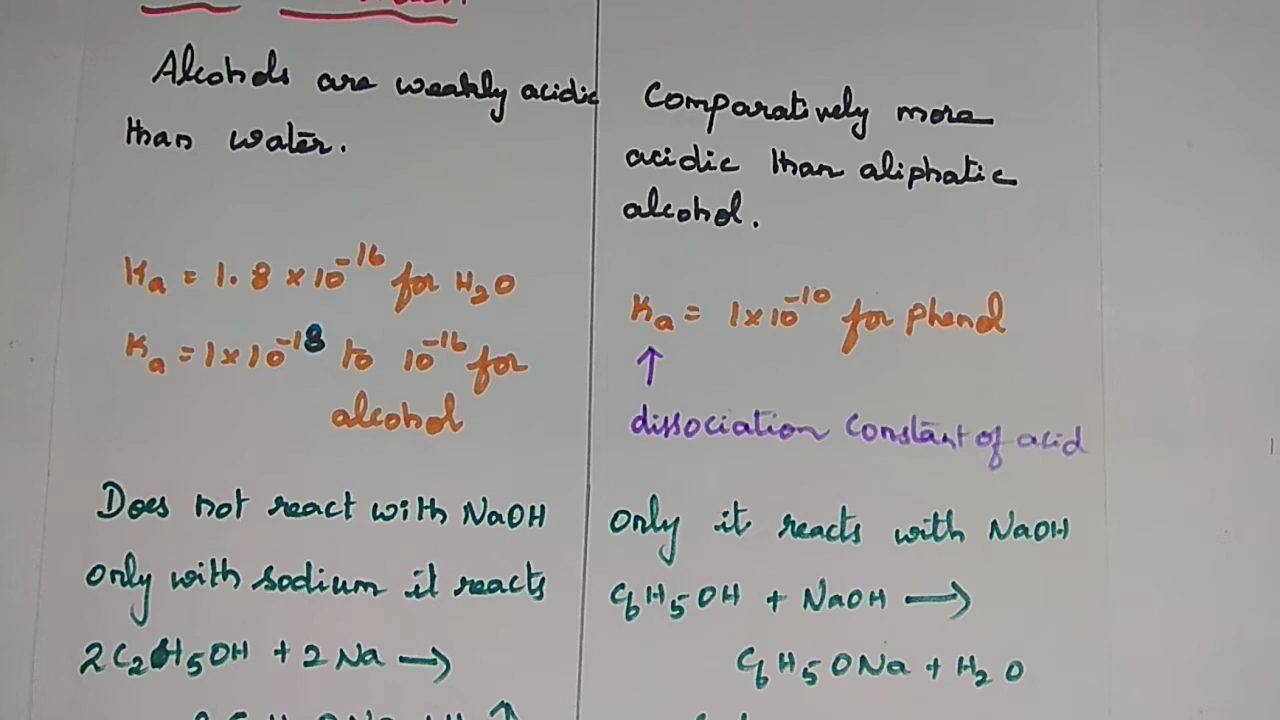 Alcohols are weakly acidic
than water.
Ka = 1.8 × 10⁻¹⁶ for H₂O
Ka = 1 × 10⁻¹⁸ to 10⁻¹⁶ for
alcohol
Does not react with NaOH
only with sodium it reacts
2C₂H₅OH + 2Na →
Comparatively more
acidic than aliphatic
alcohol.
Ka = 1 × 10⁻¹⁰ for phenol
↑
dissociation constant of acid
Only it reacts with NaOH
C₆H₅OH + NaOH →
C₆H₅ONa + H₂O